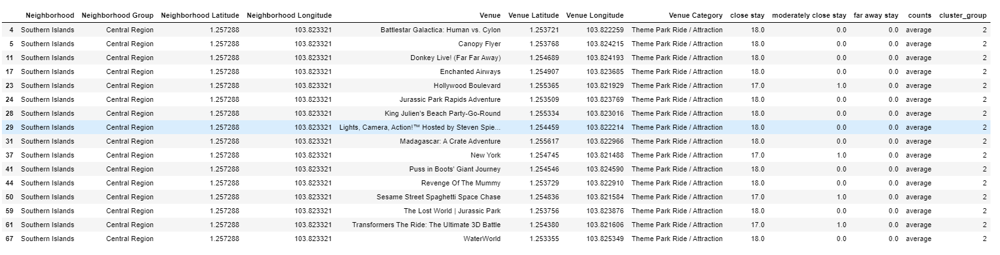 Neighborhood Neighborhood Group Neighborhood Latitude Neighborhood Longitude Venue Venue Latitude Venue Longitude Venue Category close stay moderately close stay far away stay counts cluster_group
4 Southern Islands Central Region 1.257288 103.823321 Battlestar Galactica: Human vs. Cylon 1.253721 103.822259 Theme Park Ride / Attraction 18.0 0.0 0.0 average 2
5 Southern Islands Central Region 1.257288 103.823321 Canopy Flyer 1.253768 103.824215 Theme Park Ride / Attraction 18.0 0.0 0.0 average 2
11 Southern Islands Central Region 1.257288 103.823321 Donkey Live! (Far Far Away) 1.254689 103.824193 Theme Park Ride / Attraction 18.0 0.0 0.0 average 2
17 Southern Islands Central Region 1.257288 103.823321 Enchanted Airways 1.254907 103.823685 Theme Park Ride / Attraction 18.0 0.0 0.0 average 2
23 Southern Islands Central Region 1.257288 103.823321 Hollywood Boulevard 1.255365 103.821929 Theme Park Ride / Attraction 17.0 1.0 0.0 average 2
24 Southern Islands Central Region 1.257288 103.823321 Jurassic Park Rapids Adventure 1.253509 103.823769 Theme Park Ride / Attraction 18.0 0.0 0.0 average 2
28 Southern Islands Central Region 1.257288 103.823321 King Julien's Beach Party-Go-Round 1.255334 103.823016 Theme Park Ride / Attraction 18.0 0.0 0.0 average 2
29 Southern Islands Central Region 1.257288 103.823321 Lights, Camera, Action!™ Hosted by Steven Spie... 1.254459 103.822214 Theme Park Ride / Attraction 18.0 0.0 0.0 average 2
31 Southern Islands Central Region 1.257288 103.823321 Madagascar: A Crate Adventure 1.255617 103.822966 Theme Park Ride / Attraction 18.0 0.0 0.0 average 2
37 Southern Islands Central Region 1.257288 103.823321 New York 1.254745 103.821488 Theme Park Ride / Attraction 17.0 1.0 0.0 average 2
41 Southern Islands Central Region 1.257288 103.823321 Puss in Boots' Giant Journey 1.254546 103.824590 Theme Park Ride / Attraction 18.0 0.0 0.0 average 2
44 Southern Islands Central Region 1.257288 103.823321 Revenge Of The Mummy 1.253729 103.822910 Theme Park Ride / Attraction 18.0 0.0 0.0 average 2
50 Southern Islands Central Region 1.257288 103.823321 Sesame Street Spaghetti Space Chase 1.254836 103.821584 Theme Park Ride / Attraction 17.0 1.0 0.0 average 2
59 Southern Islands Central Region 1.257288 103.823321 The Lost World | Jurassic Park 1.253756 103.823876 Theme Park Ride / Attraction 18.0 0.0 0.0 average 2
61 Southern Islands Central Region 1.257288 103.823321 Transformers The Ride: The Ultimate 3D Battle 1.254380 103.821606 Theme Park Ride / Attraction 17.0 1.0 0.0 average 2
67 Southern Islands Central Region 1.257288 103.823321 WaterWorld 1.253355 103.825349 Theme Park Ride / Attraction 18.0 0.0 0.0 average 2